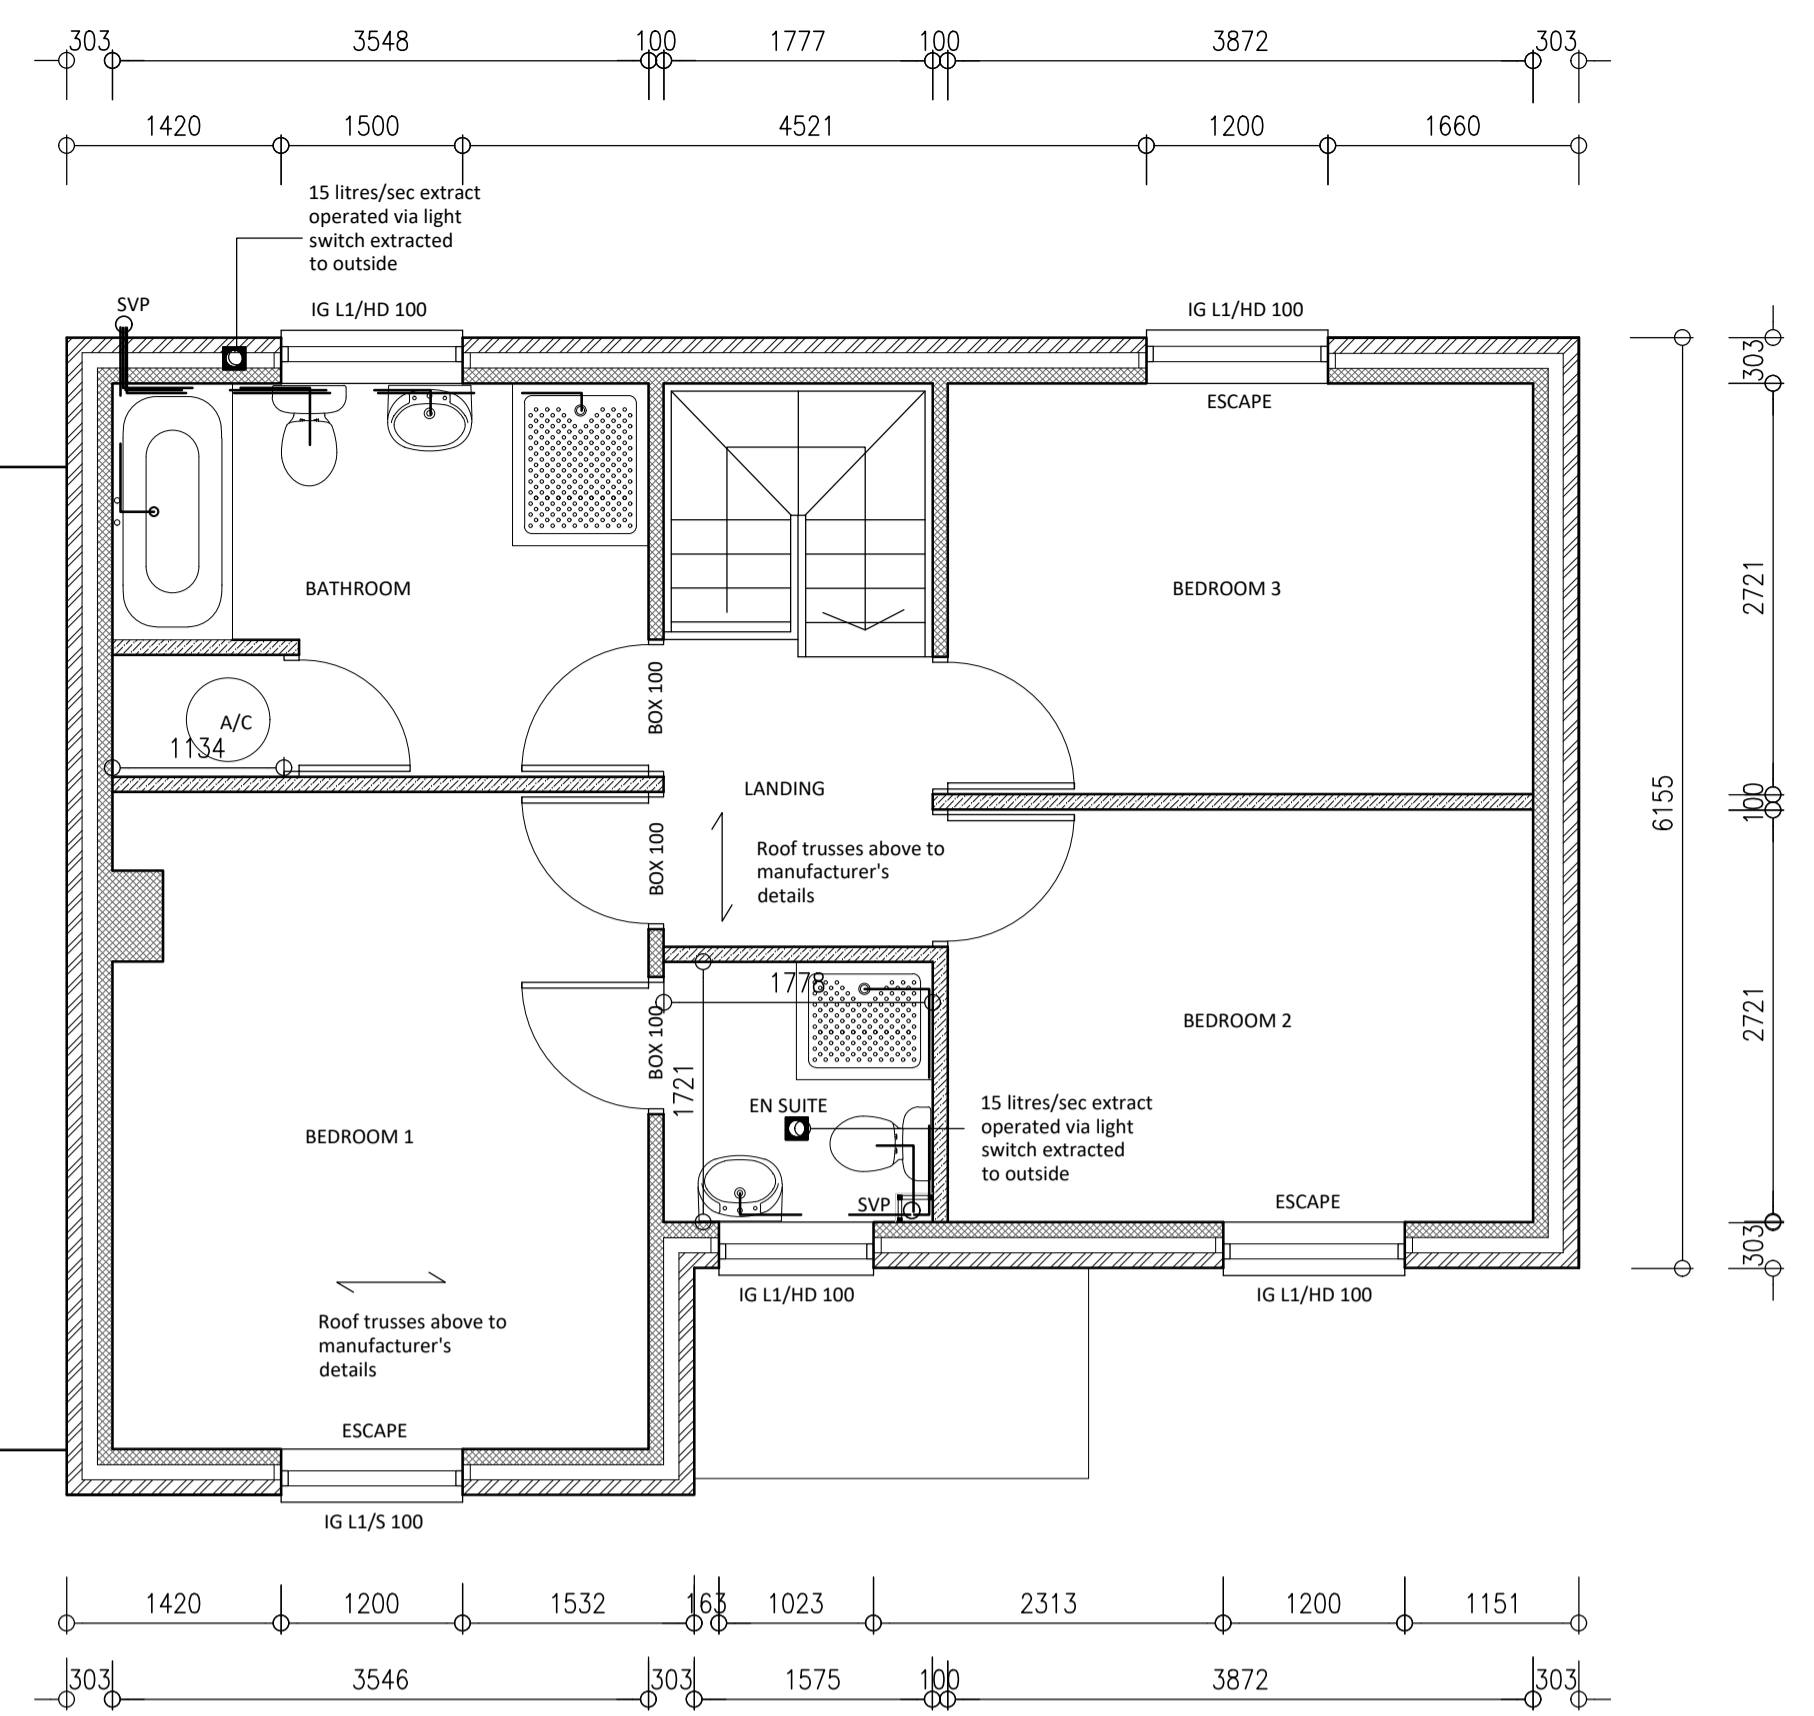 303 3548 100 1777 100 3872 303
1420 1500 4521 1200 1660
15 litres/sec extract
operated via light
switch extracted
to outside
SVP
IG L1/HD 100
IG L1/HD 100
303
ESCAPE
BATHROOM
BEDROOM 3
2721
BOX 100
A/C
1134
LANDING
6155
100
BOX 100
Roof trusses above to
manufacturer's
details
1778
BEDROOM 2
2721
BOX 100
1721
EN SUITE
15 litres/sec extract
operated via light
switch extracted
to outside
BEDROOM 1
SVP
ESCAPE
303
IG L1/HD 100
IG L1/HD 100
Roof trusses above to
manufacturer's
details
ESCAPE
IG L1/S 100
1420 1200 1532 163 1023 2313 1200 1151
303 3546 303 1575 100 3872 303